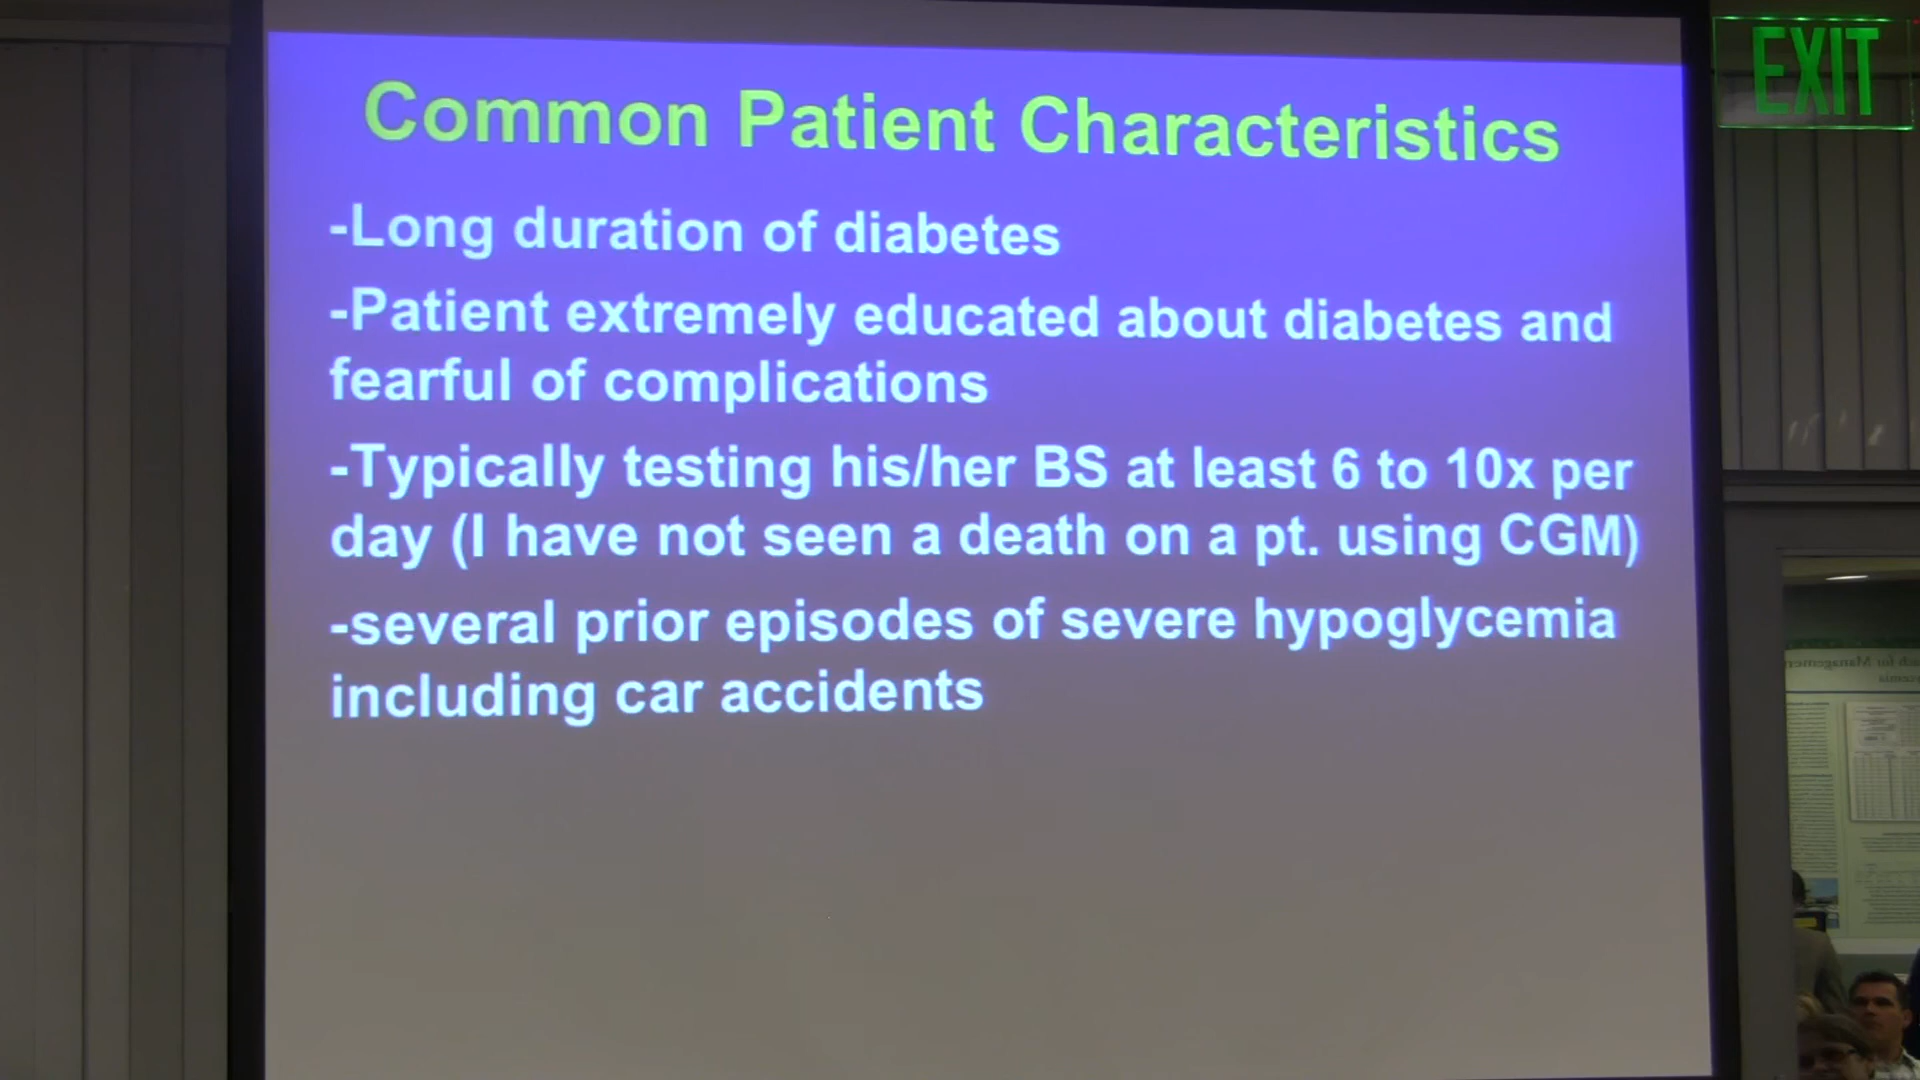 Common Patient Characteristics
-Long duration of diabetes
-Patient extremely educated about diabetes and
fearful of complications
-Typically testing his/her BS at least 6 to 10x per
day (I have not seen a death on a pt. using CGM)
-several prior episodes of severe hypoglycemia
including car accidents
EXIT